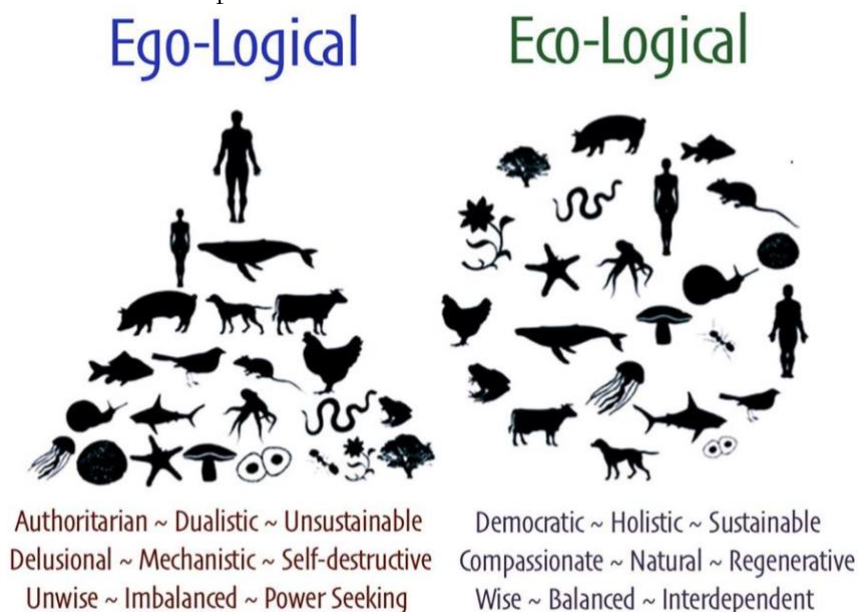 Ego-Logical
Eco-Logical
Authoritarian ~ Dualistic ~ Unsustainable
Delusional ~ Mechanistic ~ Self-destructive
Unwise ~ Imbalanced ~ Power Seeking
Democratic ~ Holistic ~ Sustainable
Compassionate ~ Natural ~ Regenerative
Wise ~ Balanced ~ Interdependent